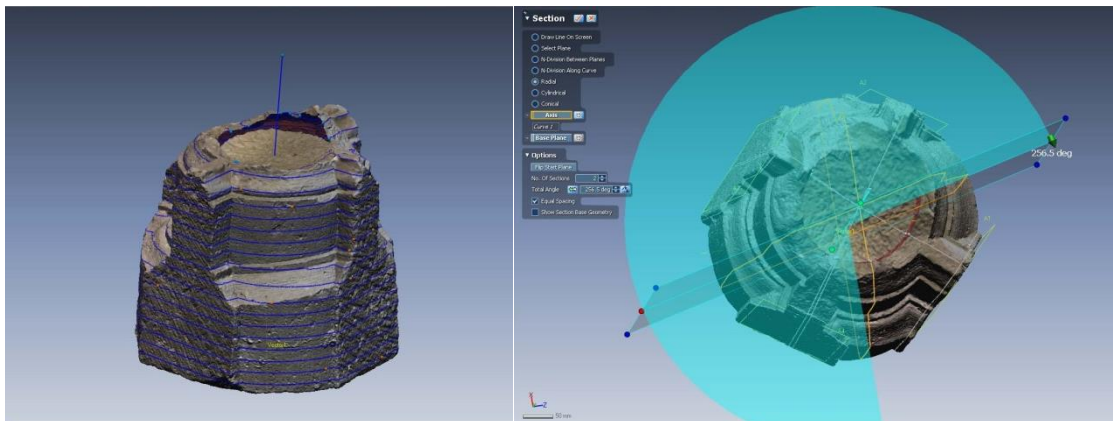 Section
Draw Line On Screen
Select Plane
N-Division Between Planes
N-Division Along Curve
Radial
Cylindrical
Conical
Axis
Curve 1
Base Plane
Options
Flip Start Plane
No. Of Sections 2
Total Angle 256.5 deg
Equal Spacing
Show Section Base Geometry
256.5 deg
50 mm